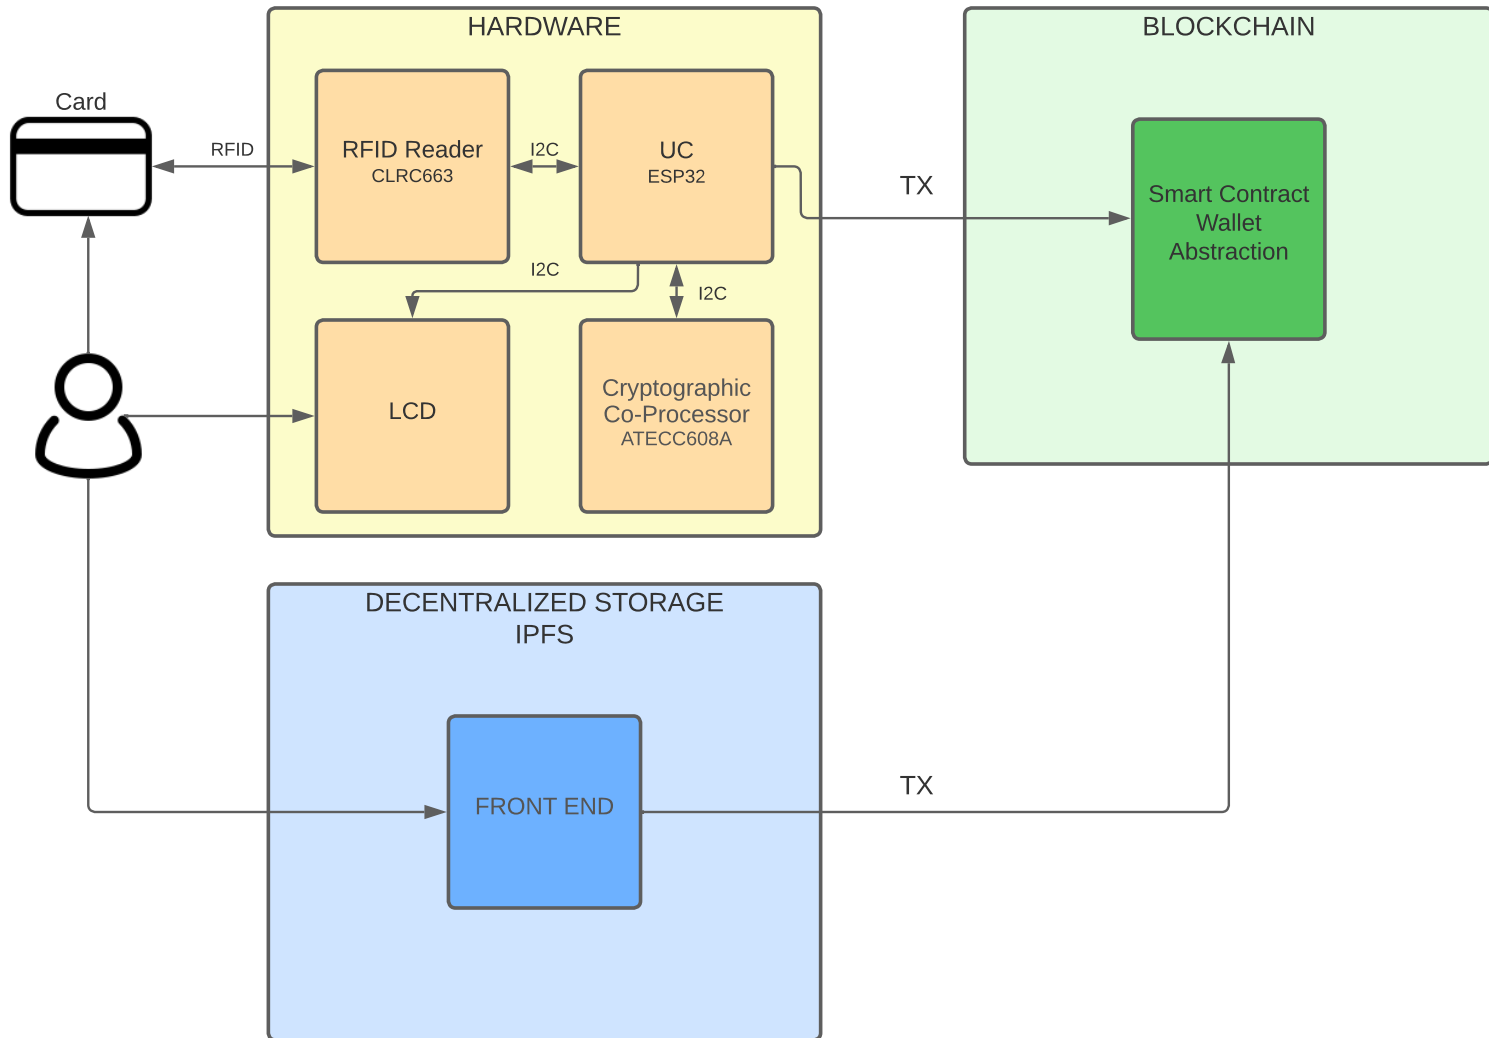 HARDWARE
BLOCKCHAIN
Card
RFID
RFID Reader
CLRC663
I2C
UC
ESP32
TX
Smart Contract
Wallet
Abstraction
I2C
I2C
LCD
Cryptographic
Co-Processor
ATECC608A
DECENTRALIZED STORAGE
IPFS
FRONT END
TX